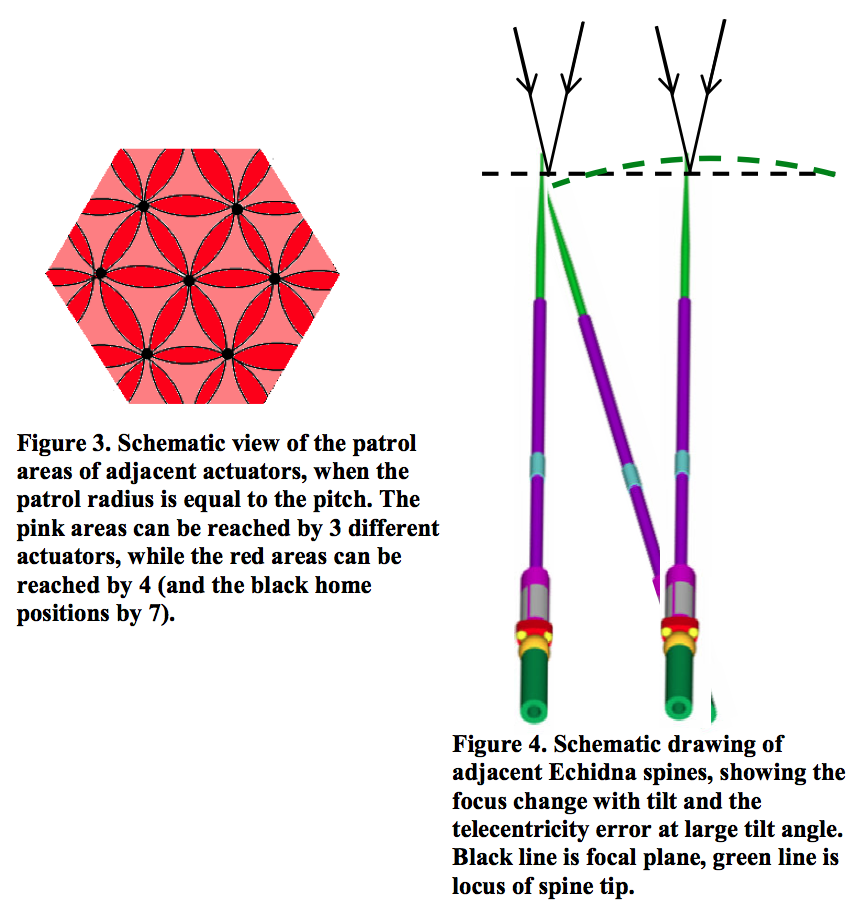 Figure 3. Schematic view of the patrol
areas of adjacent actuators, when the
patrol radius is equal to the pitch. The
pink areas can be reached by 3 different
actuators, while the red areas can be
reached by 4 (and the black home
positions by 7).
Figure 4. Schematic drawing of
adjacent Echidna spines, showing the
focus change with tilt and the
telecentricity error at large tilt angle.
Black line is focal plane, green line is
locus of spine tip.